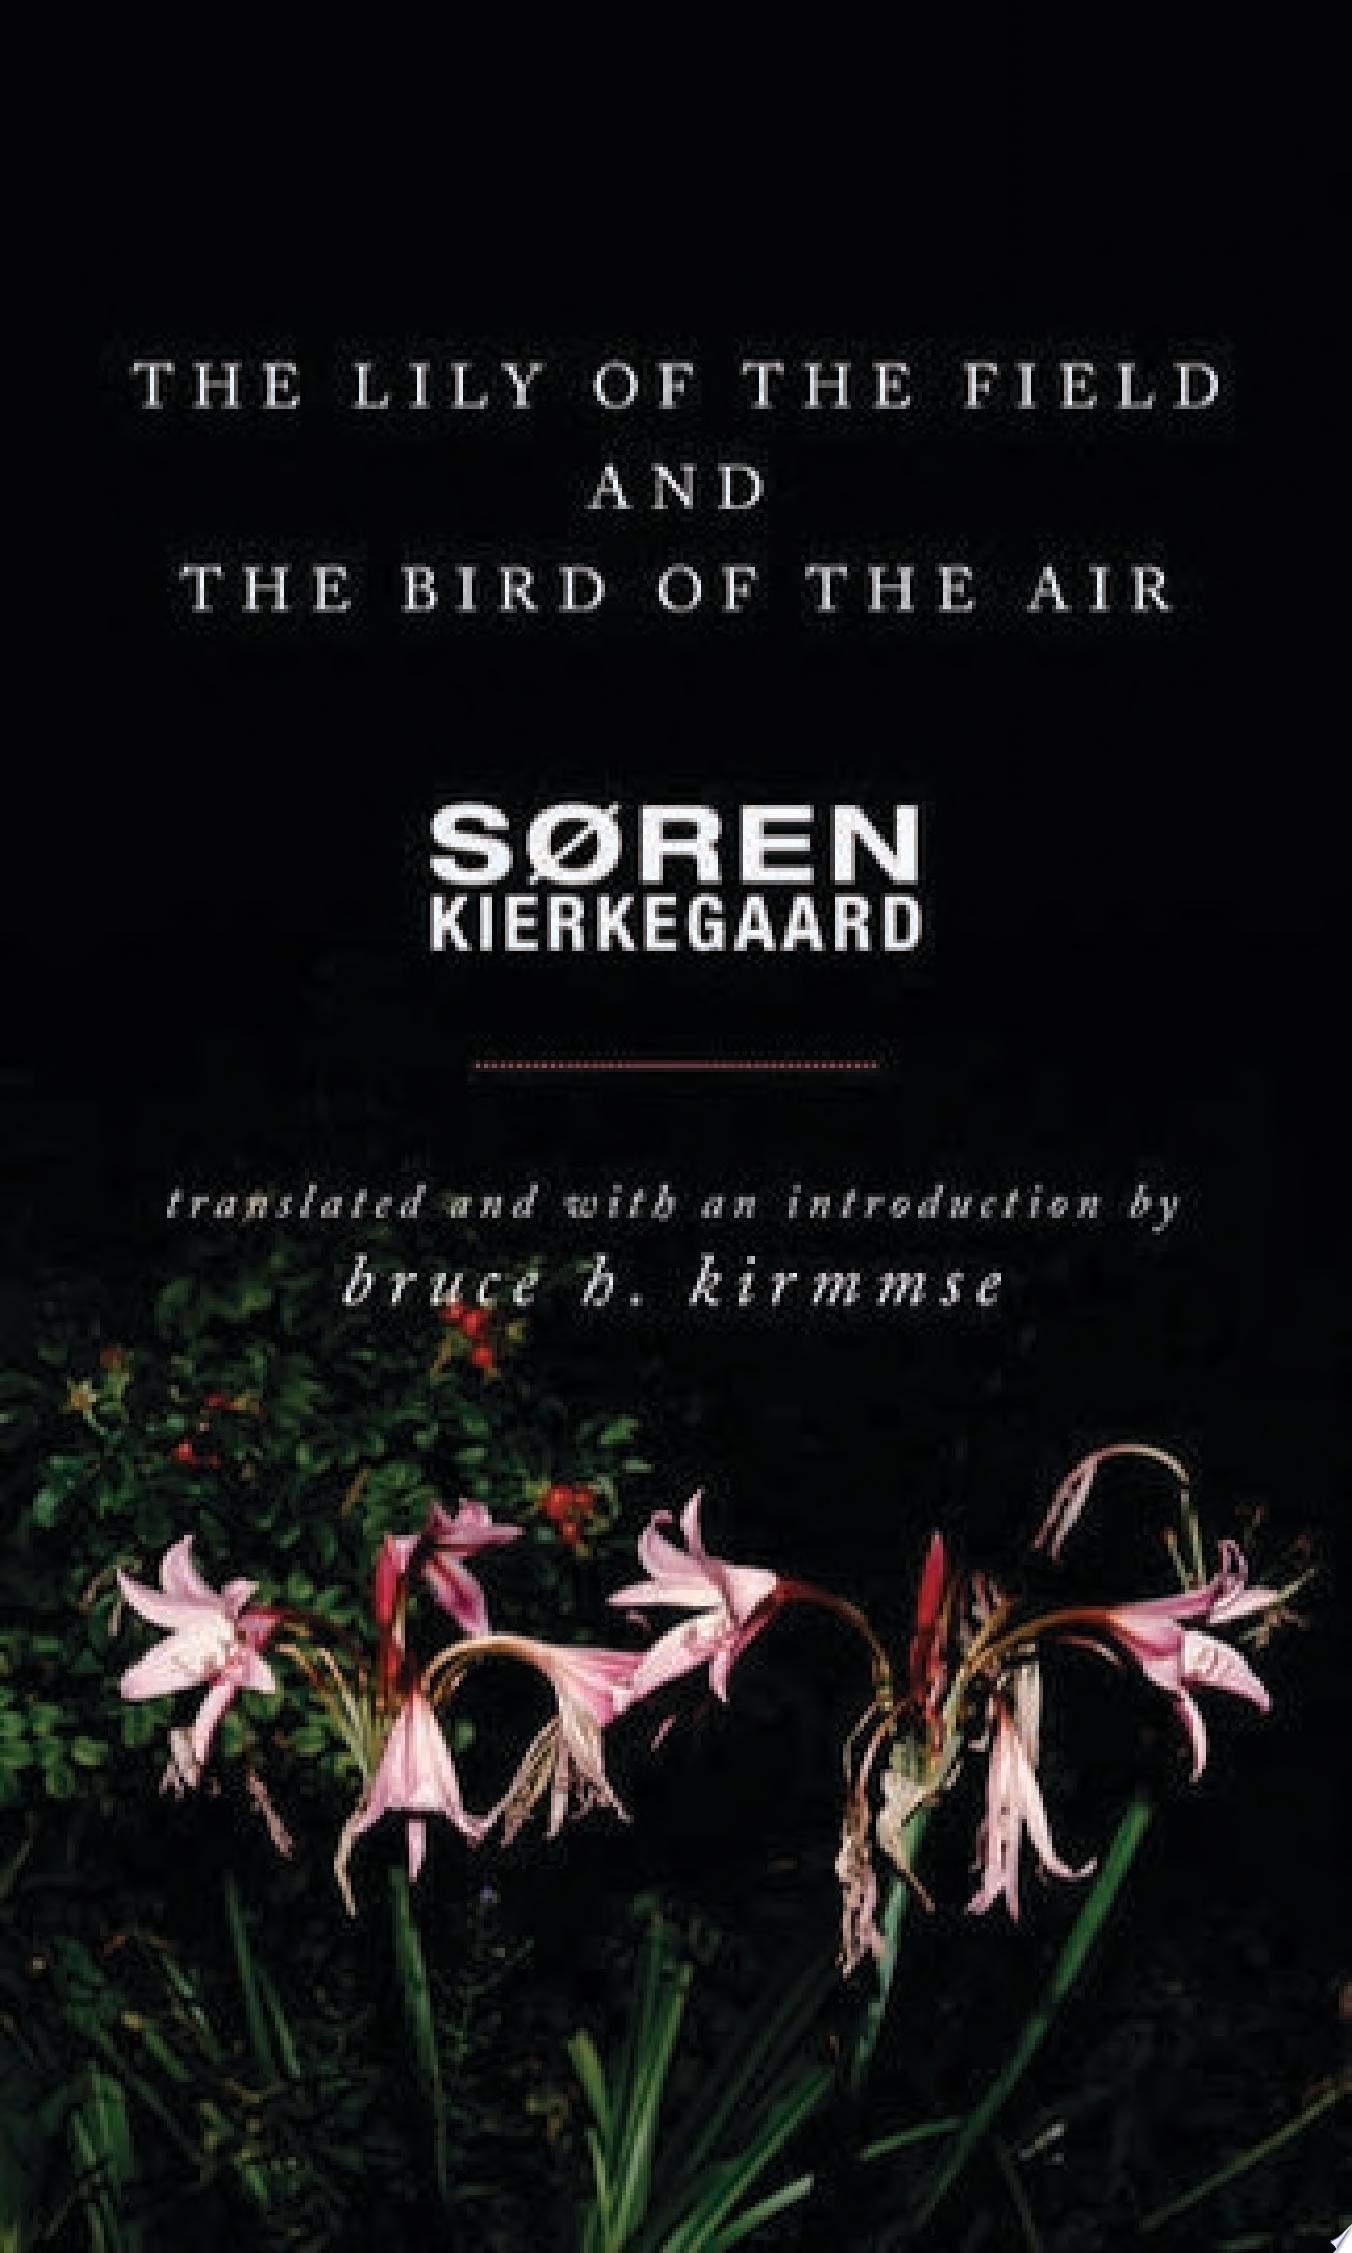 THE LILY OF THE FIELD
AND
THE BIRD OF THE AIR
SØREN
KIERKEGAARD
translated and with an introduction by
bruce h. kirmmse